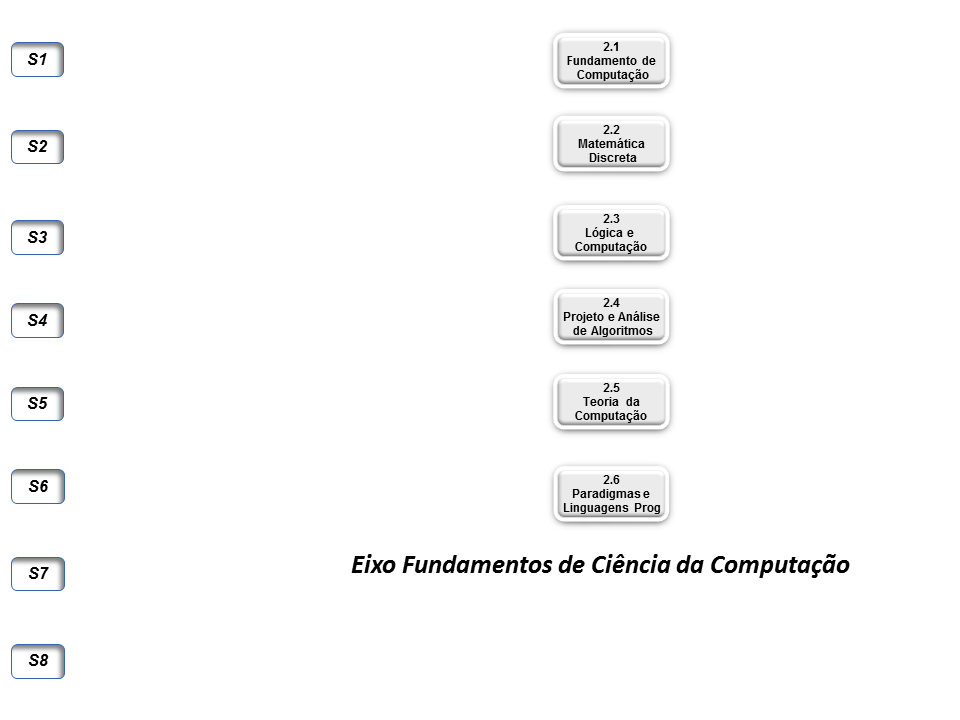 S1
2.1
Fundamento de
Computação
S2
2.2
Matemática
Discreta
S3
2.3
Lógica e
Computação
S4
2.4
Projeto e Análise
de Algoritmos
S5
2.5
Teoria da
Computação
S6
2.6
Paradigmas e
Linguagens Prog
Eixo Fundamentos de Ciência da Computação
S7
S8